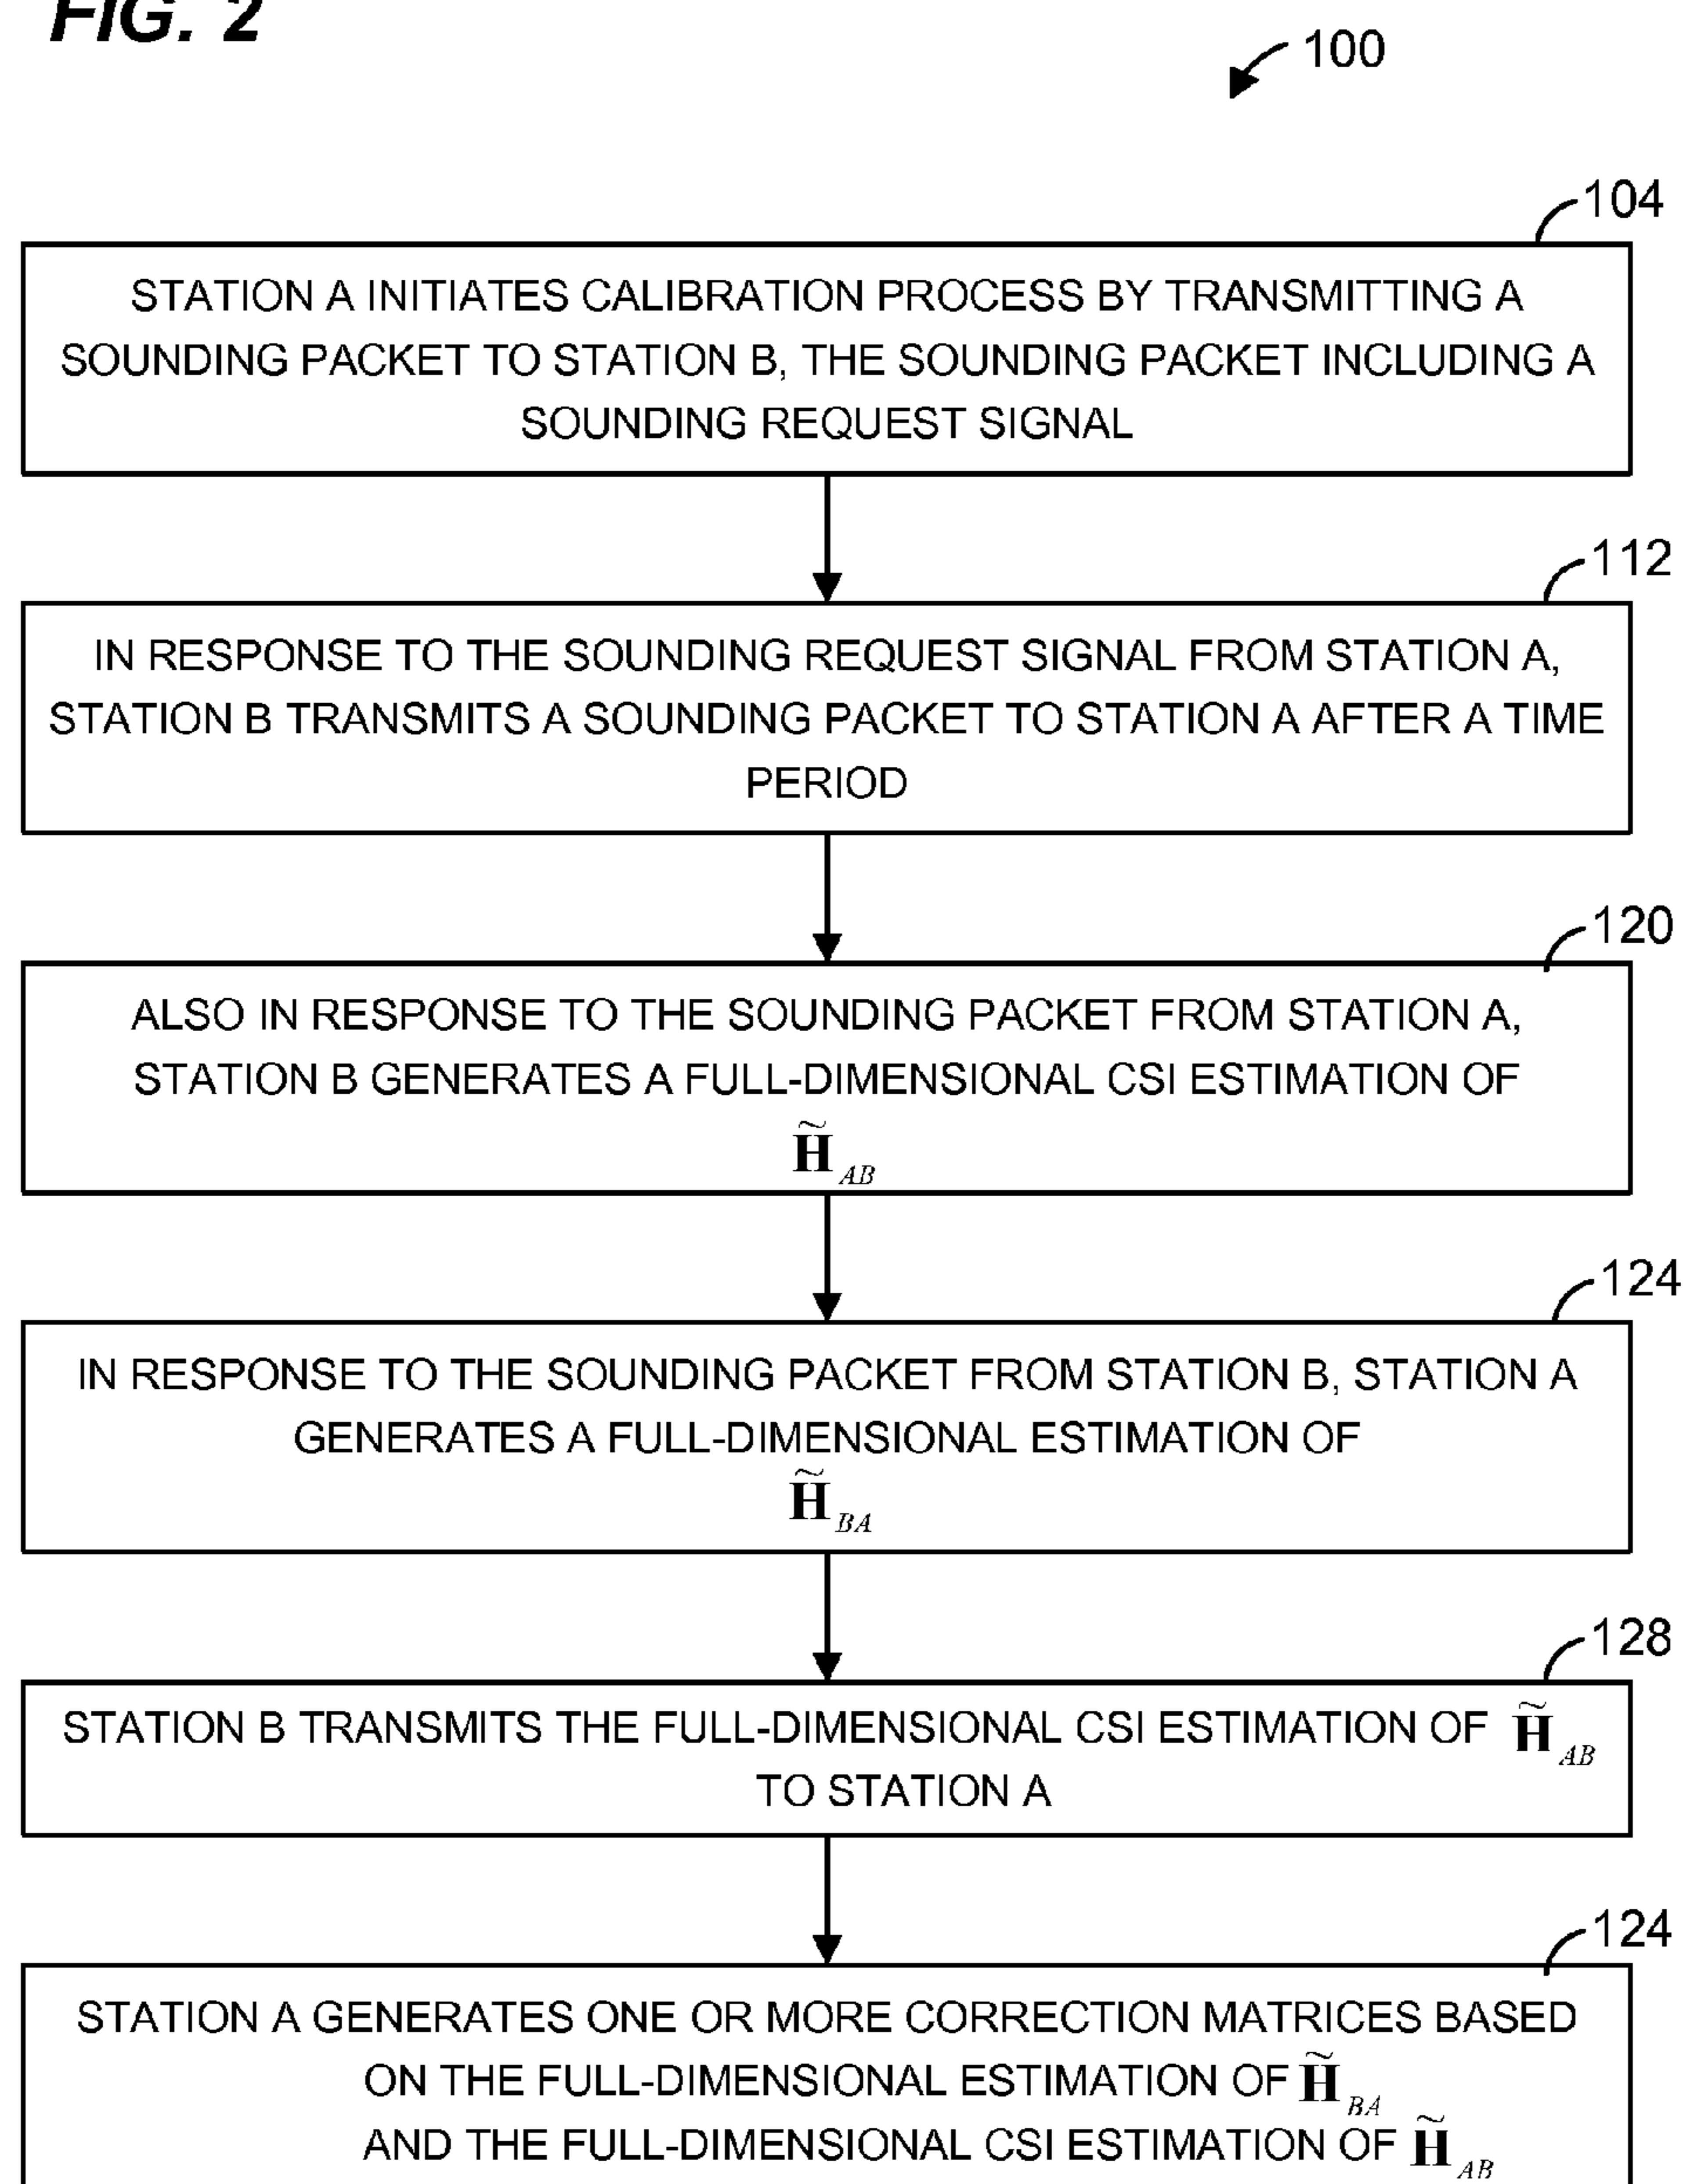 FIG. 2
100
104
STATION A INITIATES CALIBRATION PROCESS BY TRANSMITTING A
SOUNDING PACKET TO STATION B, THE SOUNDING PACKET INCLUDING A
SOUNDING REQUEST SIGNAL
112
IN RESPONSE TO THE SOUNDING REQUEST SIGNAL FROM STATION A,
STATION B TRANSMITS A SOUNDING PACKET TO STATION A AFTER A TIME
PERIOD
120
ALSO IN RESPONSE TO THE SOUNDING PACKET FROM STATION A,
STATION B GENERATES A FULL-DIMENSIONAL CSI ESTIMATION OF
H̃ AB
124
IN RESPONSE TO THE SOUNDING PACKET FROM STATION B, STATION A
GENERATES A FULL-DIMENSIONAL ESTIMATION OF
H̃ BA
128
STATION B TRANSMITS THE FULL-DIMENSIONAL CSI ESTIMATION OF H̃ AB
TO STATION A
124
STATION A GENERATES ONE OR MORE CORRECTION MATRICES BASED
ON THE FULL-DIMENSIONAL ESTIMATION OF H̃ BA
AND THE FULL-DIMENSIONAL CSI ESTIMATION OF H̃ AB